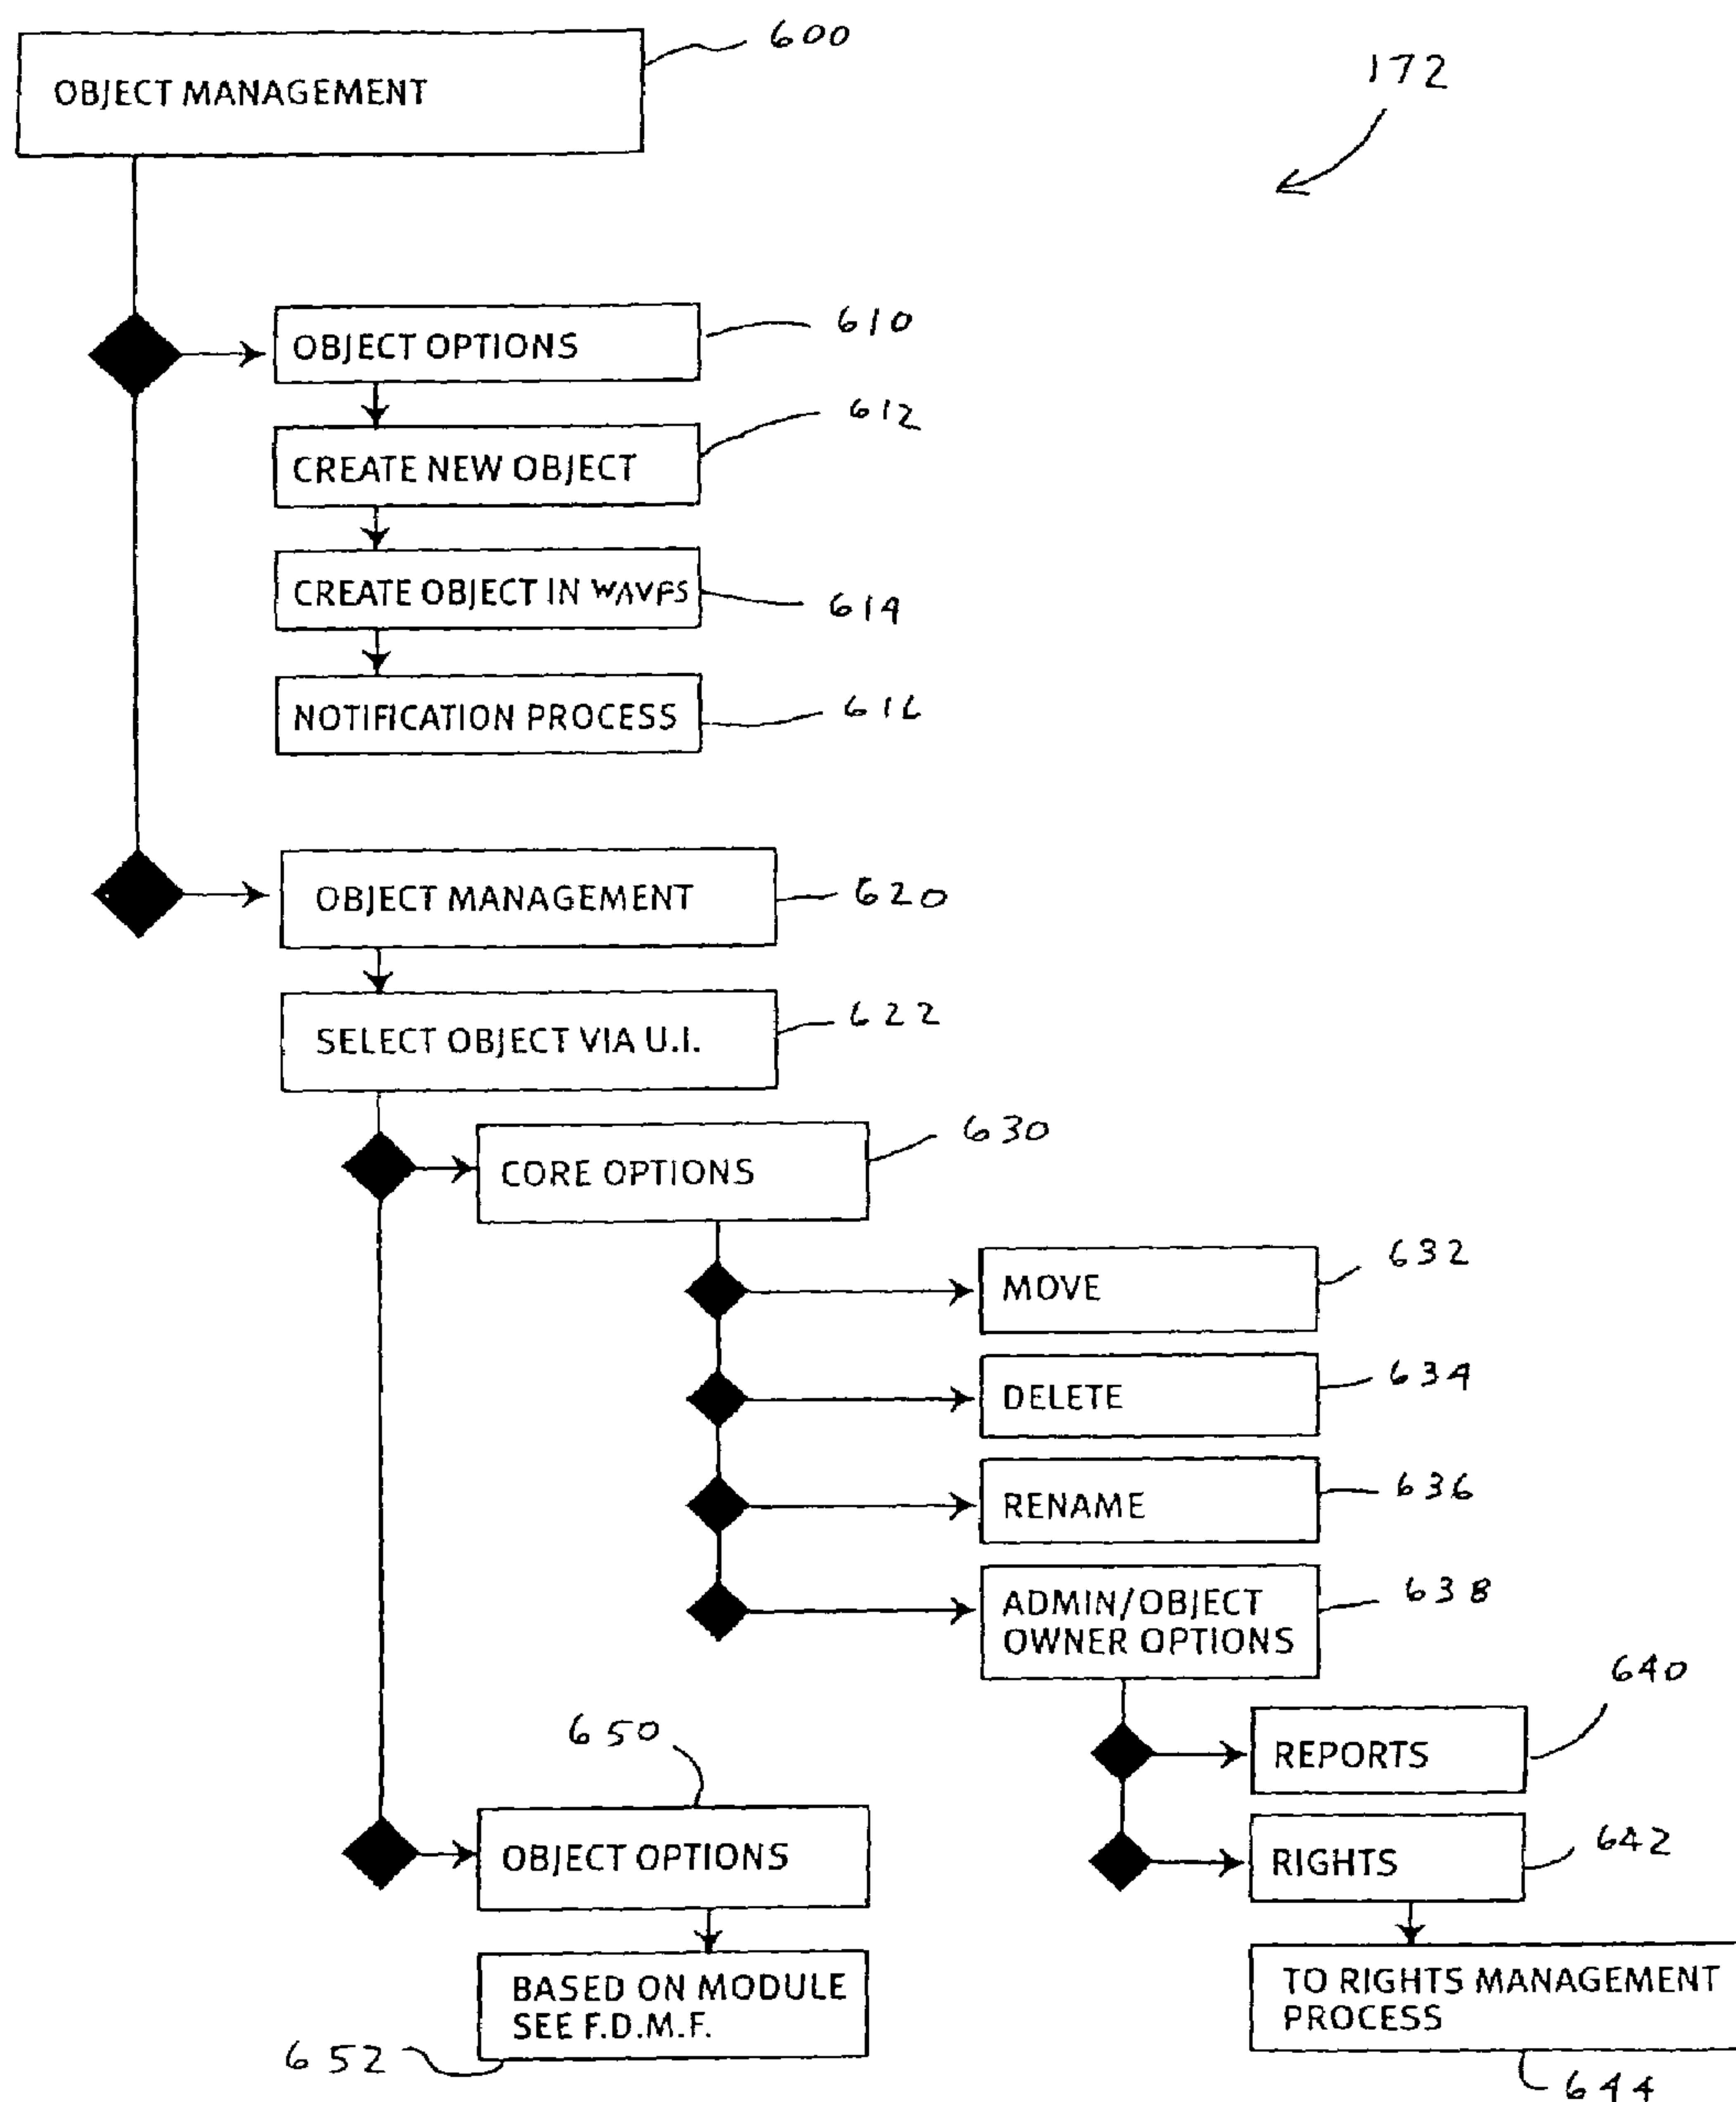 600
OBJECT MANAGEMENT
172
OBJECT OPTIONS
610
CREATE NEW OBJECT
612
CREATE OBJECT IN WAVFS
614
NOTIFICATION PROCESS
616
OBJECT MANAGEMENT
620
SELECT OBJECT VIA U.I.
622
CORE OPTIONS
630
MOVE
632
DELETE
634
RENAME
636
ADMIN/OBJECT
OWNER OPTIONS
638
REPORTS
640
RIGHTS
642
TO RIGHTS MANAGEMENT
PROCESS
644
650
OBJECT OPTIONS
BASED ON MODULE
SEE F.D.M.F.
652